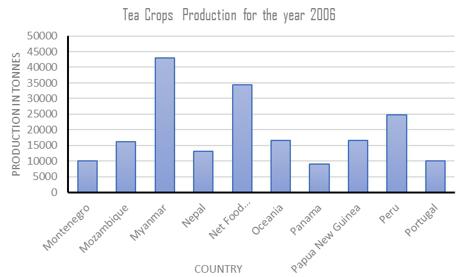 Tea Crops Production for the year 2006
PRODUCTION IN TONNES
50000
45000
40000
35000
30000
25000
20000
15000
10000
5000
0
Montenegro
Mozambique
Myanmar
Nepal
Net Food...
Oceania
Panama
Papua New Guinea
Peru
Portugal
COUNTRY